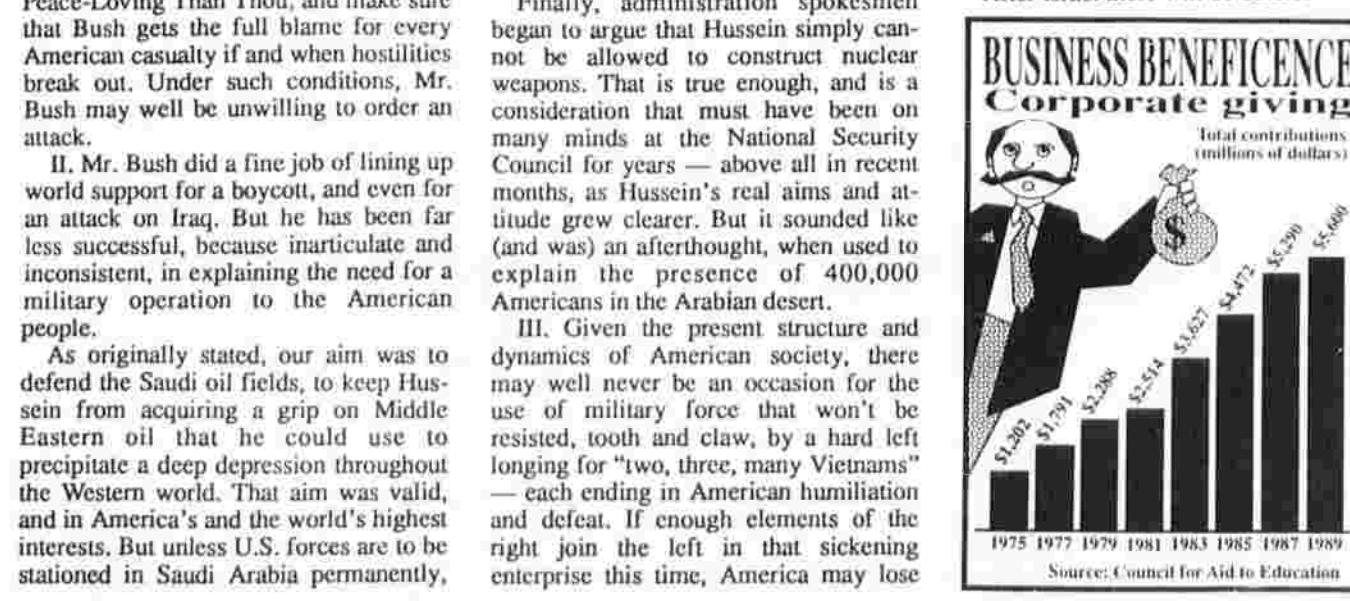 Peace-Loving Than Thou, and make sure
that Bush gets the full blame for every
American casualty if and when hostilities
break out. Under such conditions, Mr.
Bush may well be unwilling to order an
attack.
II. Mr. Bush did a fine job of lining up
world support for a boycott, and even for
an attack on Iraq. But he has been far
less successful, because inarticulate and
inconsistent, in explaining the need for a
military operation to the American
people.
As originally stated, our aim was to
defend the Saudi oil fields, to keep Hus-
sein from acquiring a grip on Middle
Eastern oil that he could use to
precipitate a deep depression throughout
the Western world. That aim was valid,
and in America's and the world's highest
interests. But unless U.S. forces are to be
stationed in Saudi Arabia permanently,
Finally, administration spokesmen
began to argue that Hussein simply can-
not be allowed to construct nuclear
weapons. That is true enough, and is a
consideration that must have been on
many minds at the National Security
Council for years — above all in recent
months, as Hussein's real aims and at-
titude grew clearer. But it sounded like
(and was) an afterthought, when used to
explain the presence of 400,000
Americans in the Arabian desert.
III. Given the present structure and
dynamics of American society, there
may well never be an occasion for the
use of military force that won't be
resisted, tooth and claw, by a hard left
longing for "two, three, many Vietnams"
— each ending in American humiliation
and defeat. If enough elements of the
right join the left in that sickening
enterprise this time, America may lose
BUSINESS BENEFICENCE
Corporate giving
Total contributions
(millions of dollars)
$
$1,202
$1,791
$2,288
$2,514
$3,627
$4,472
$5,290
$5,600
1975 1977 1979 1981 1983 1985 1987 1989
Source: Council for Aid to Education